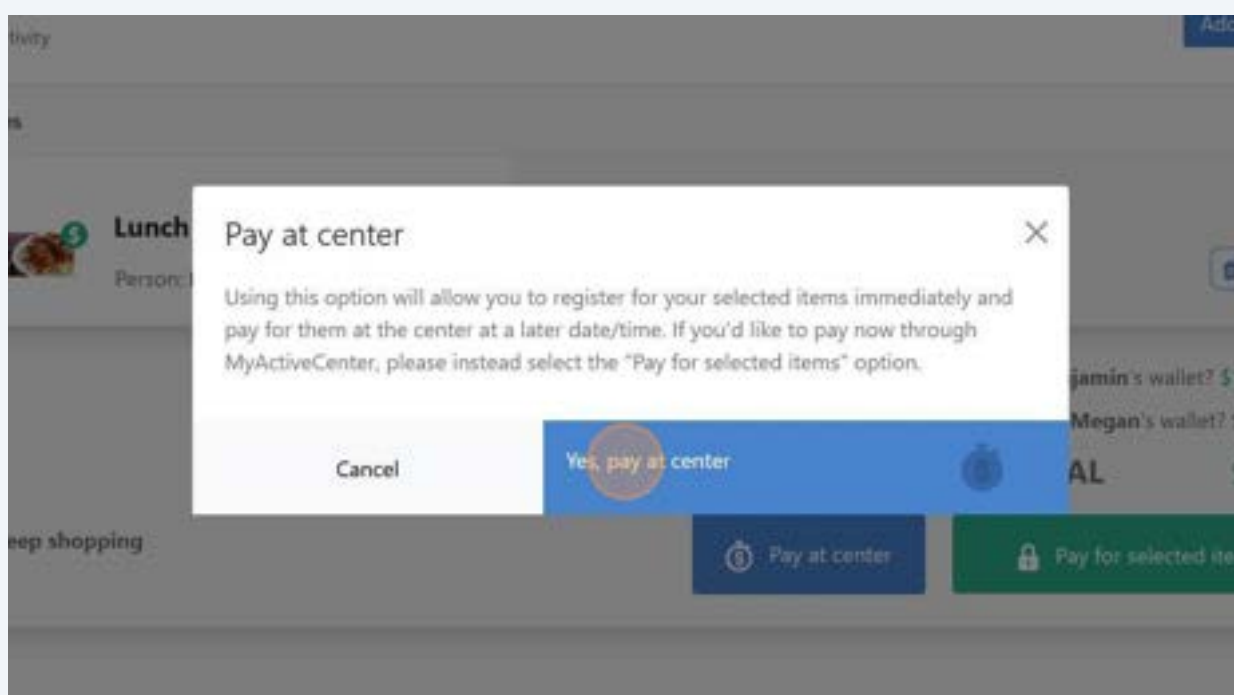 tivity
Add
es
Lunch
Person:
Pay at center
Using this option will allow you to register for your selected items immediately and
pay for them at the center at a later date/time. If you'd like to pay now through
MyActiveCenter, please instead select the "Pay for selected items" option.
jamin's wallet? $
Megan's wallet?
Cancel
Yes, pay at center
AL
eep shopping
Pay at center
Pay for selected ite